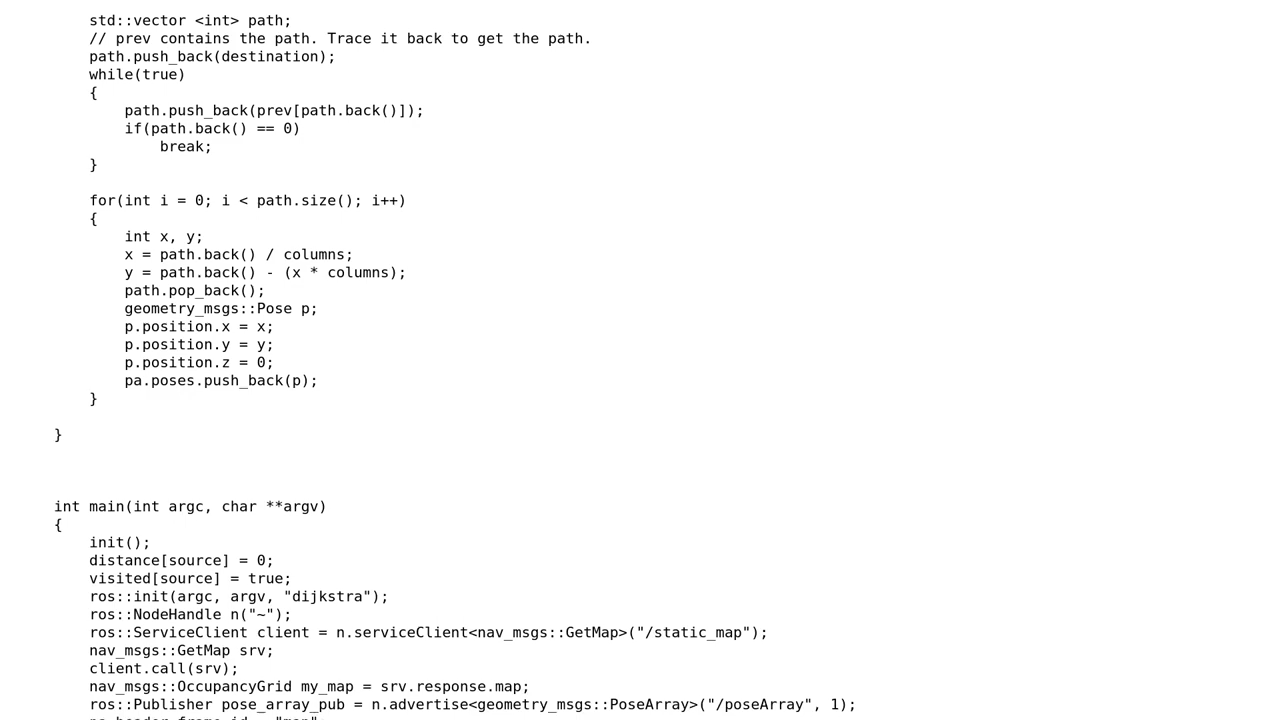 std::vector <int> path;
// prev contains the path. Trace it back to get the path.
path.push_back(destination);
while(true)
{
path.push_back(prev[path.back()]);
if(path.back() == 0)
break;
}
for(int i = 0; i < path.size(); i++)
{
int x, y;
x = path.back() / columns;
y = path.back() - (x * columns);
path.pop_back();
geometry_msgs::Pose p;
p.position.x = x;
p.position.y = y;
p.position.z = 0;
pa.poses.push_back(p);
}
}
int main(int argc, char **argv)
{
init();
distance[source] = 0;
visited[source] = true;
ros::init(argc, argv, "dijkstra");
ros::NodeHandle n("~");
ros::ServiceClient client = n.serviceClient<nav_msgs::GetMap>("/static_map");
nav_msgs::GetMap srv;
client.call(srv);
nav_msgs::OccupancyGrid my_map = srv.response.map;
ros::Publisher pose_array_pub = n.advertise<geometry_msgs::PoseArray>("/poseArray", 1);